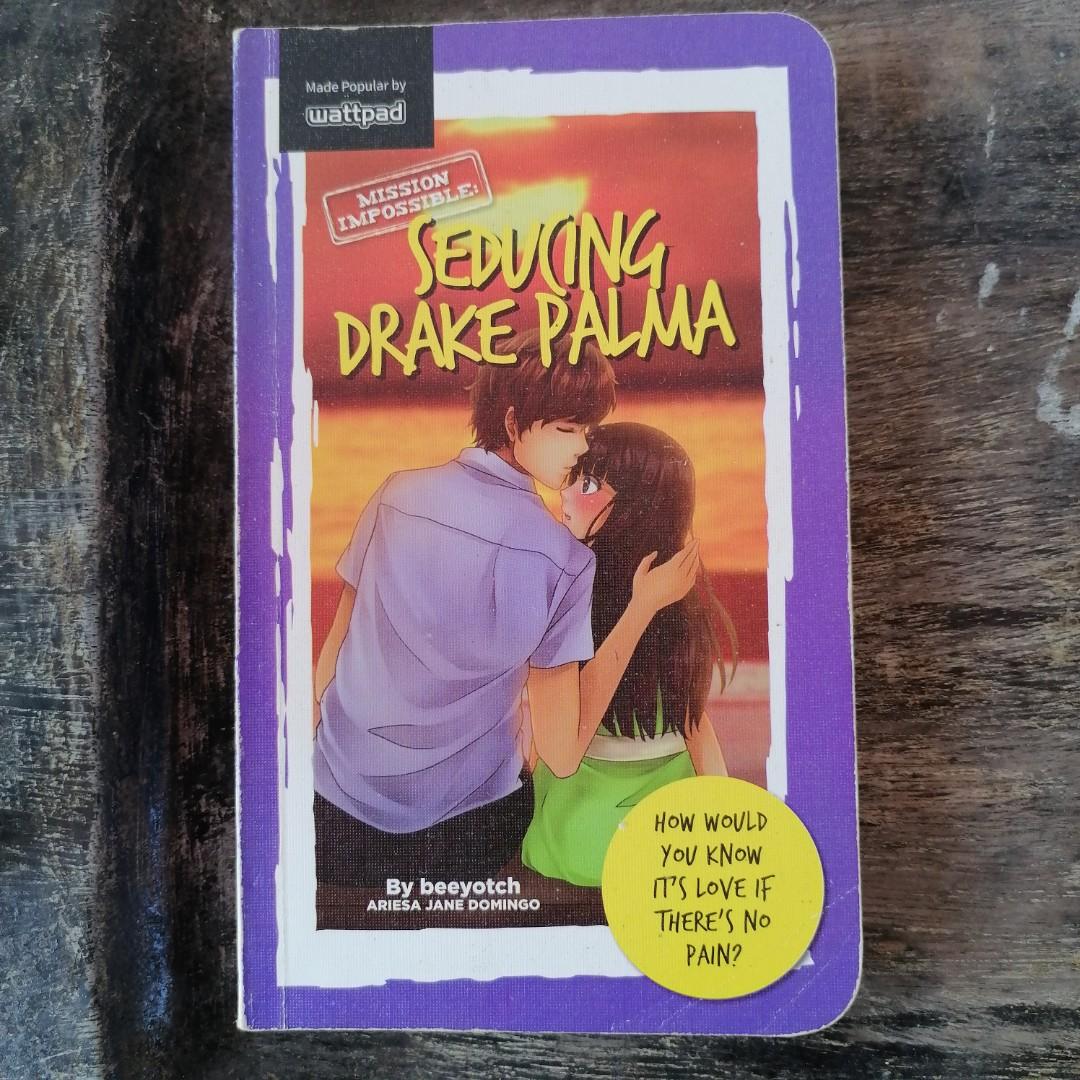 Made Popular by
wattpad
MISSION
IMPOSSIBLE:
SEDUCING
DRAKE PALMA
By beeyotch
ARIESA JANE DOMINGO
HOW WOULD
YOU KNOW
IT'S LOVE IF
THERE'S NO
PAIN?